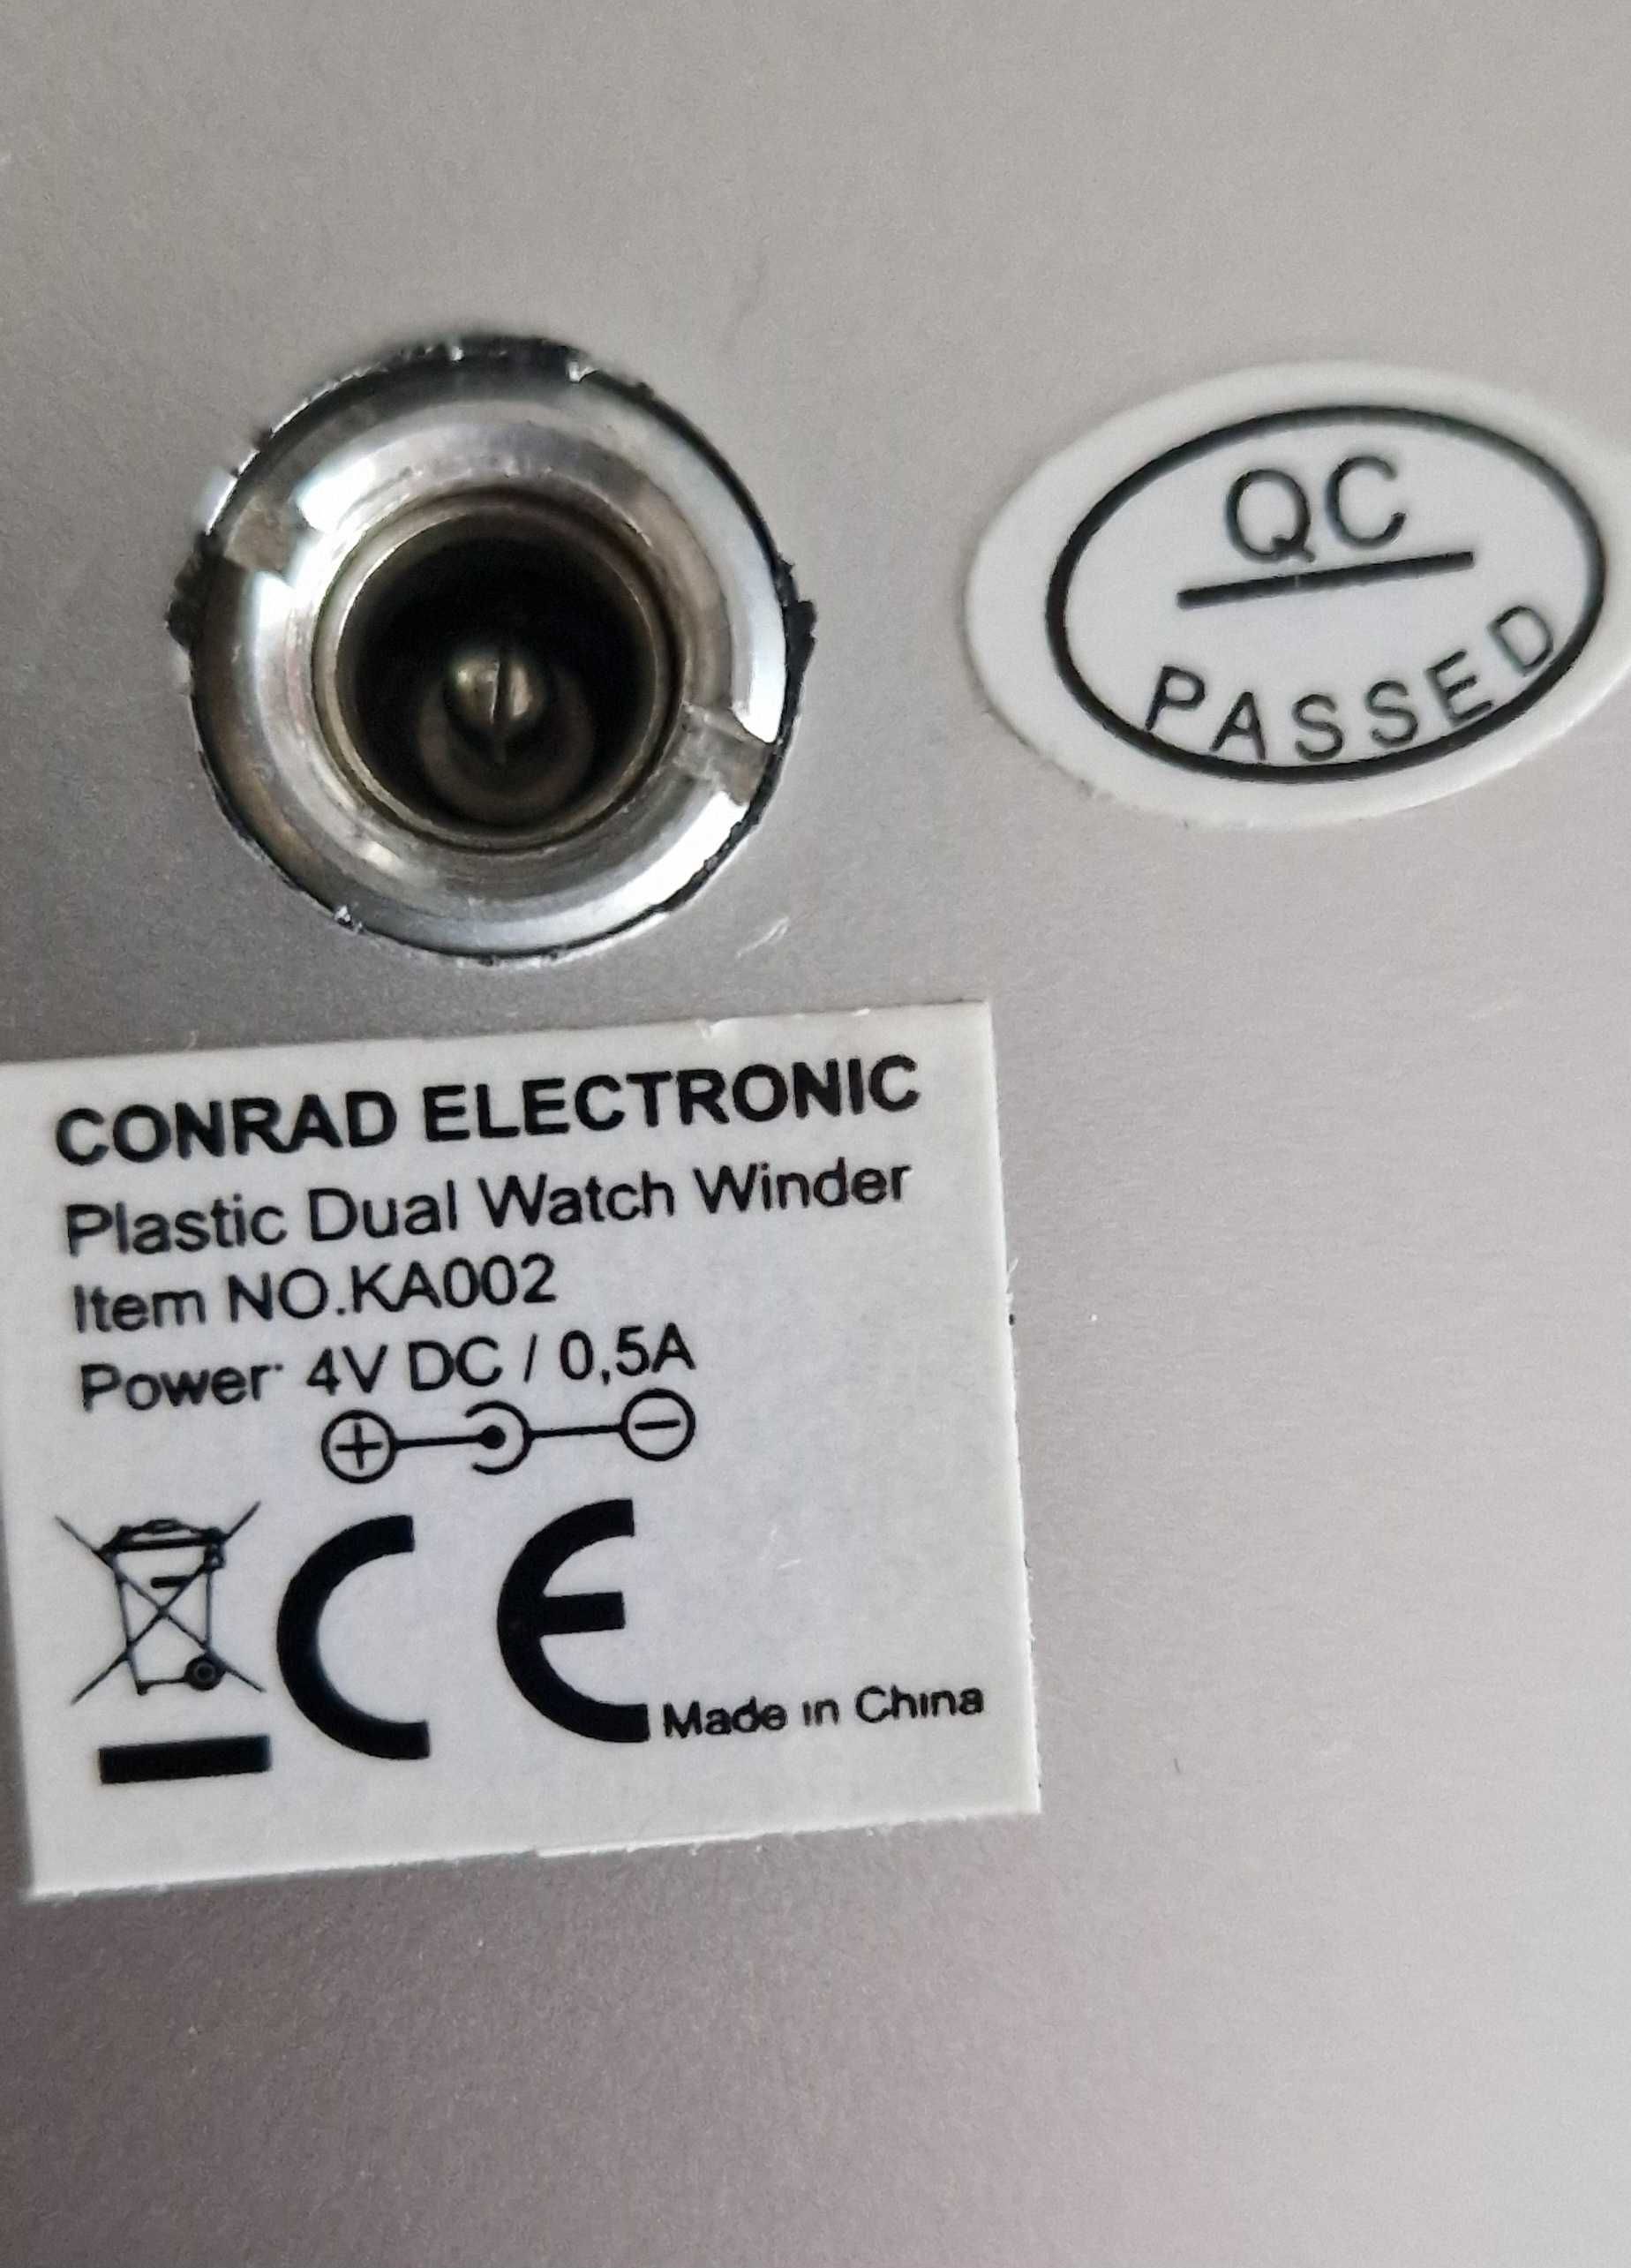 QC
PASSED
CONRAD ELECTRONIC
Plastic Dual Watch Winder
Item NO.KA002
Power: 4V DC / 0,5A
CE
Made in China